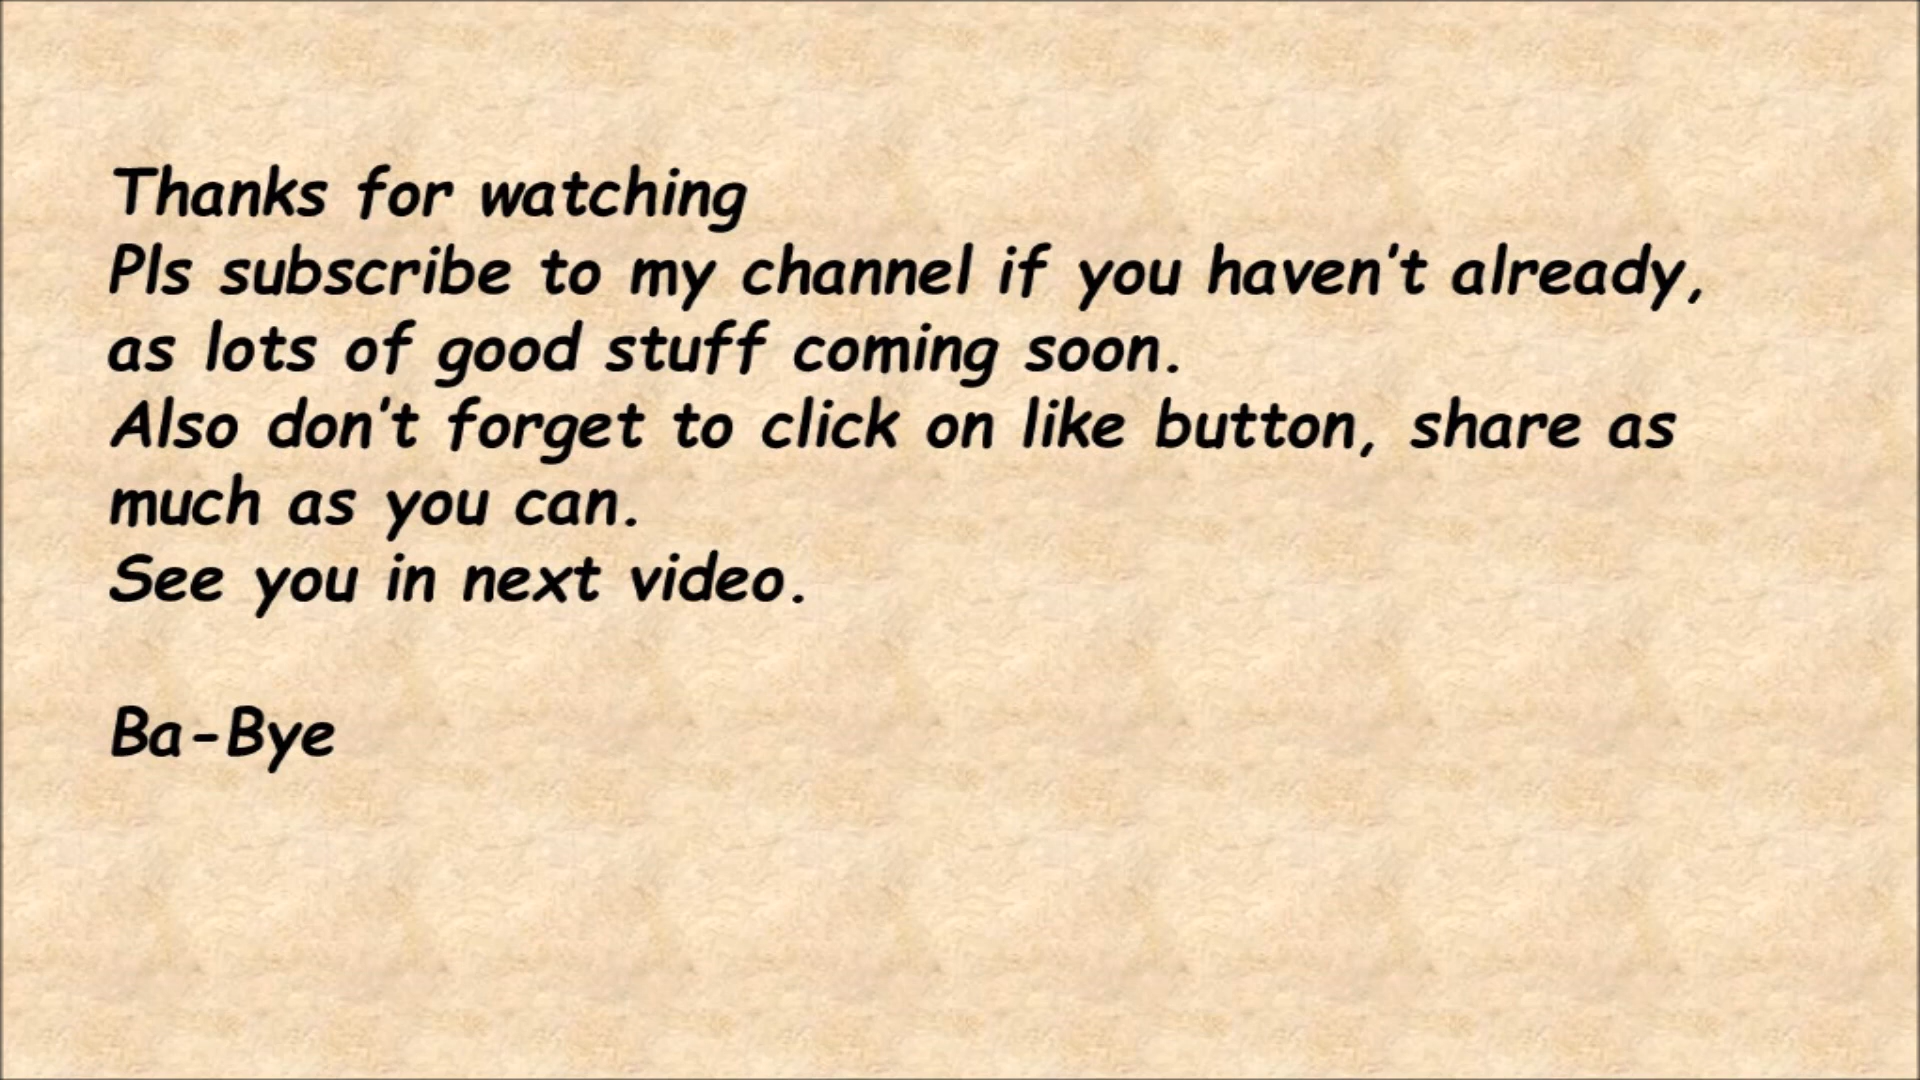 Thanks for watching
Pls subscribe to my channel if you haven't already,
as lots of good stuff coming soon.
Also don't forget to click on like button, share as
much as you can.
See you in next video.
Ba-Bye